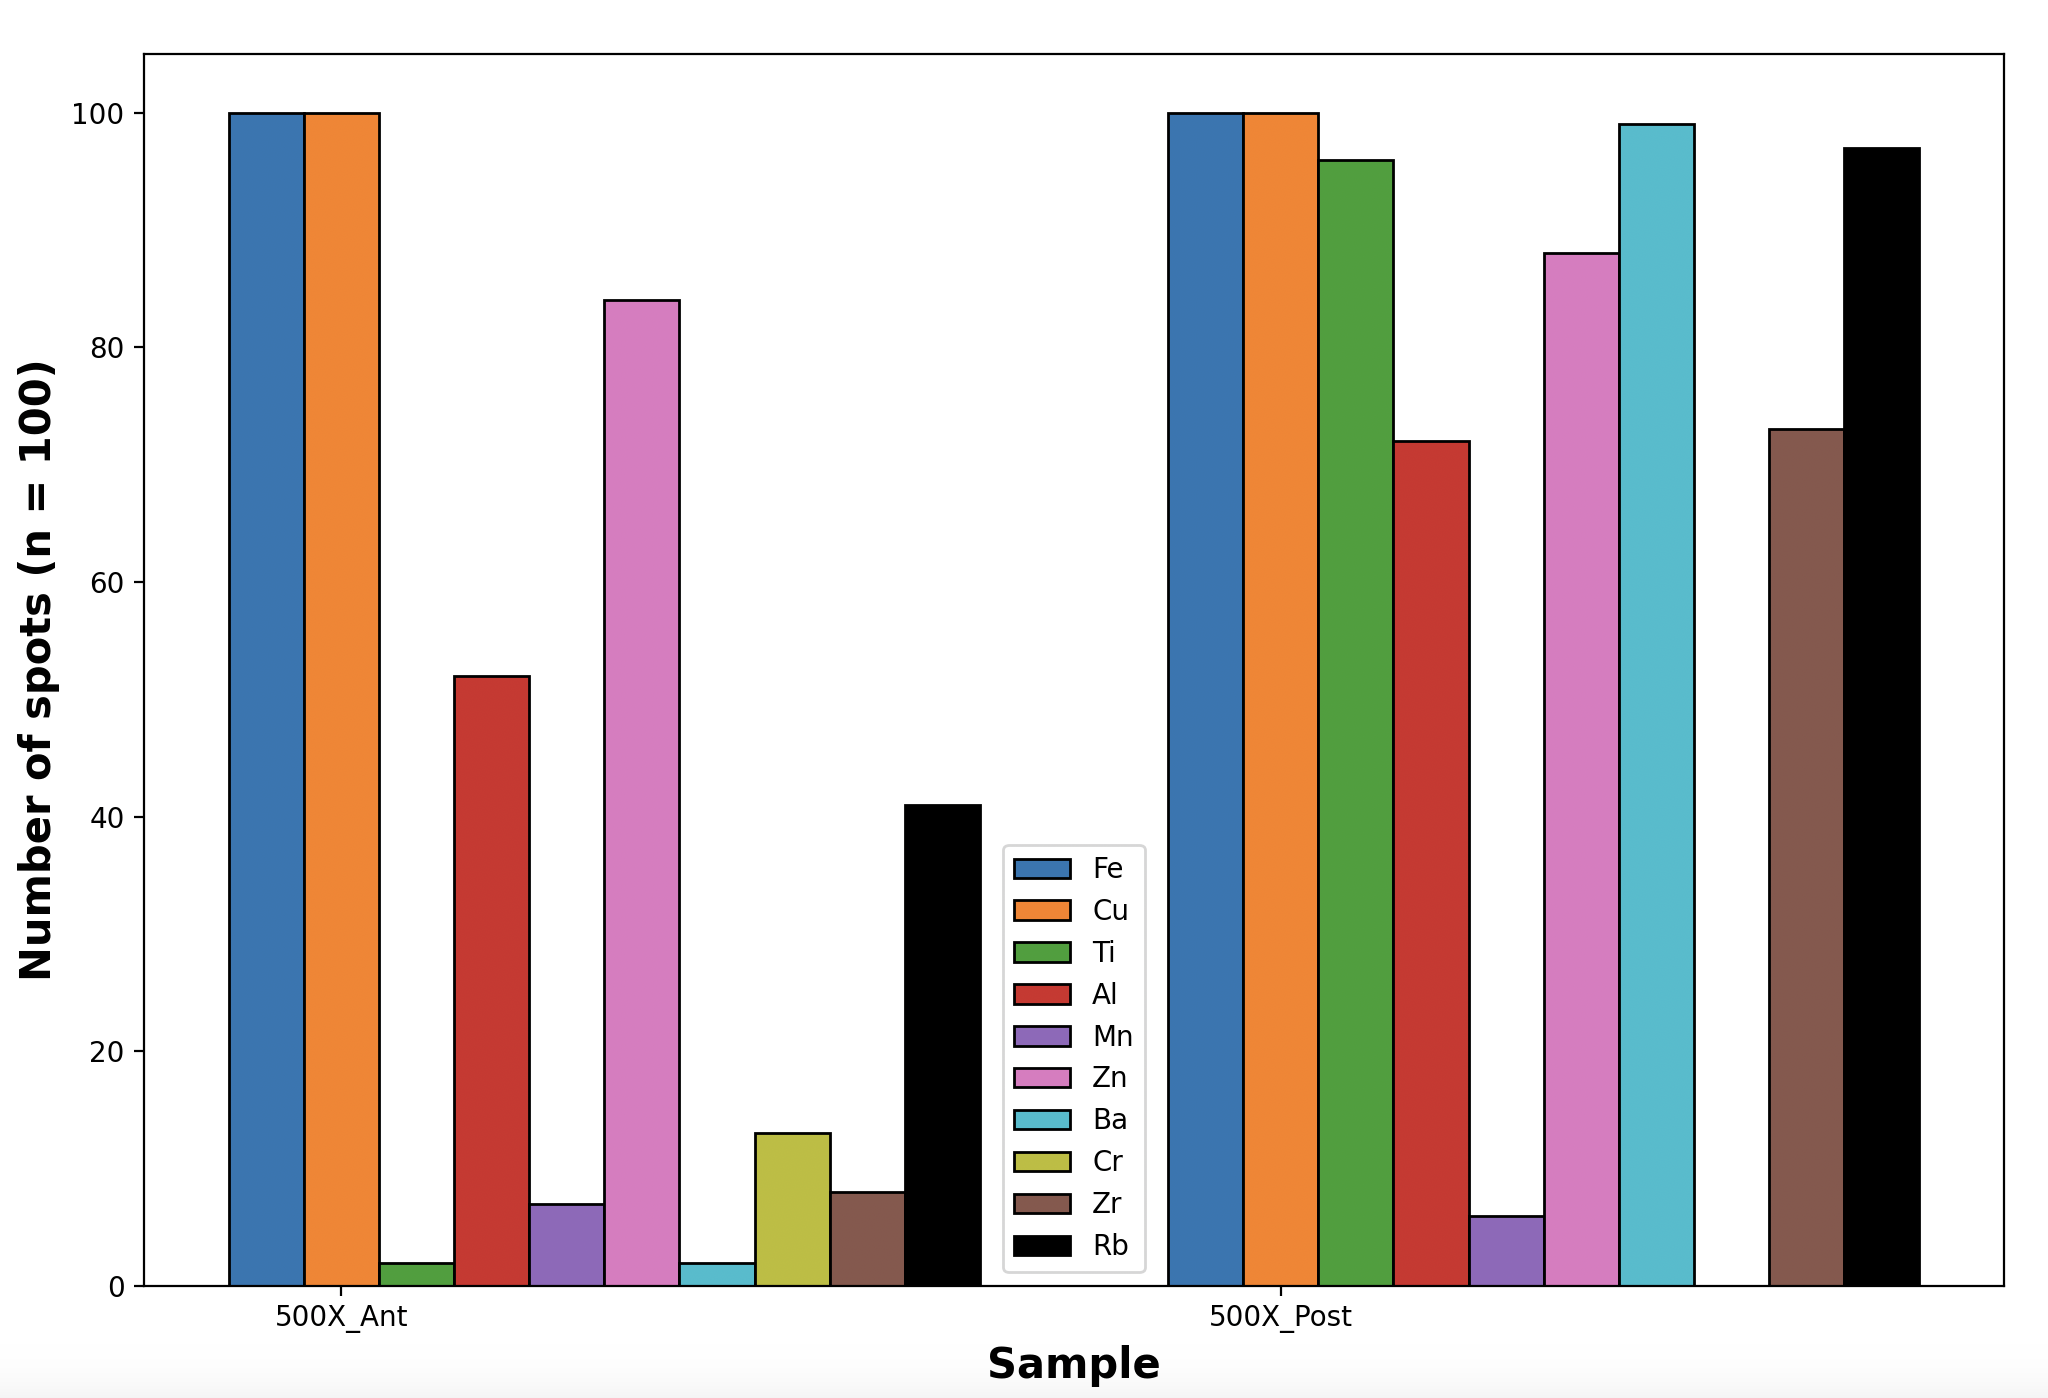 Number of spots (n = 100)
100
80
60
40
20
0
Fe
Cu
Ti
Al
Mn
Zn
Ba
Cr
Zr
Rb
500X_Ant
500X_Post
Sample